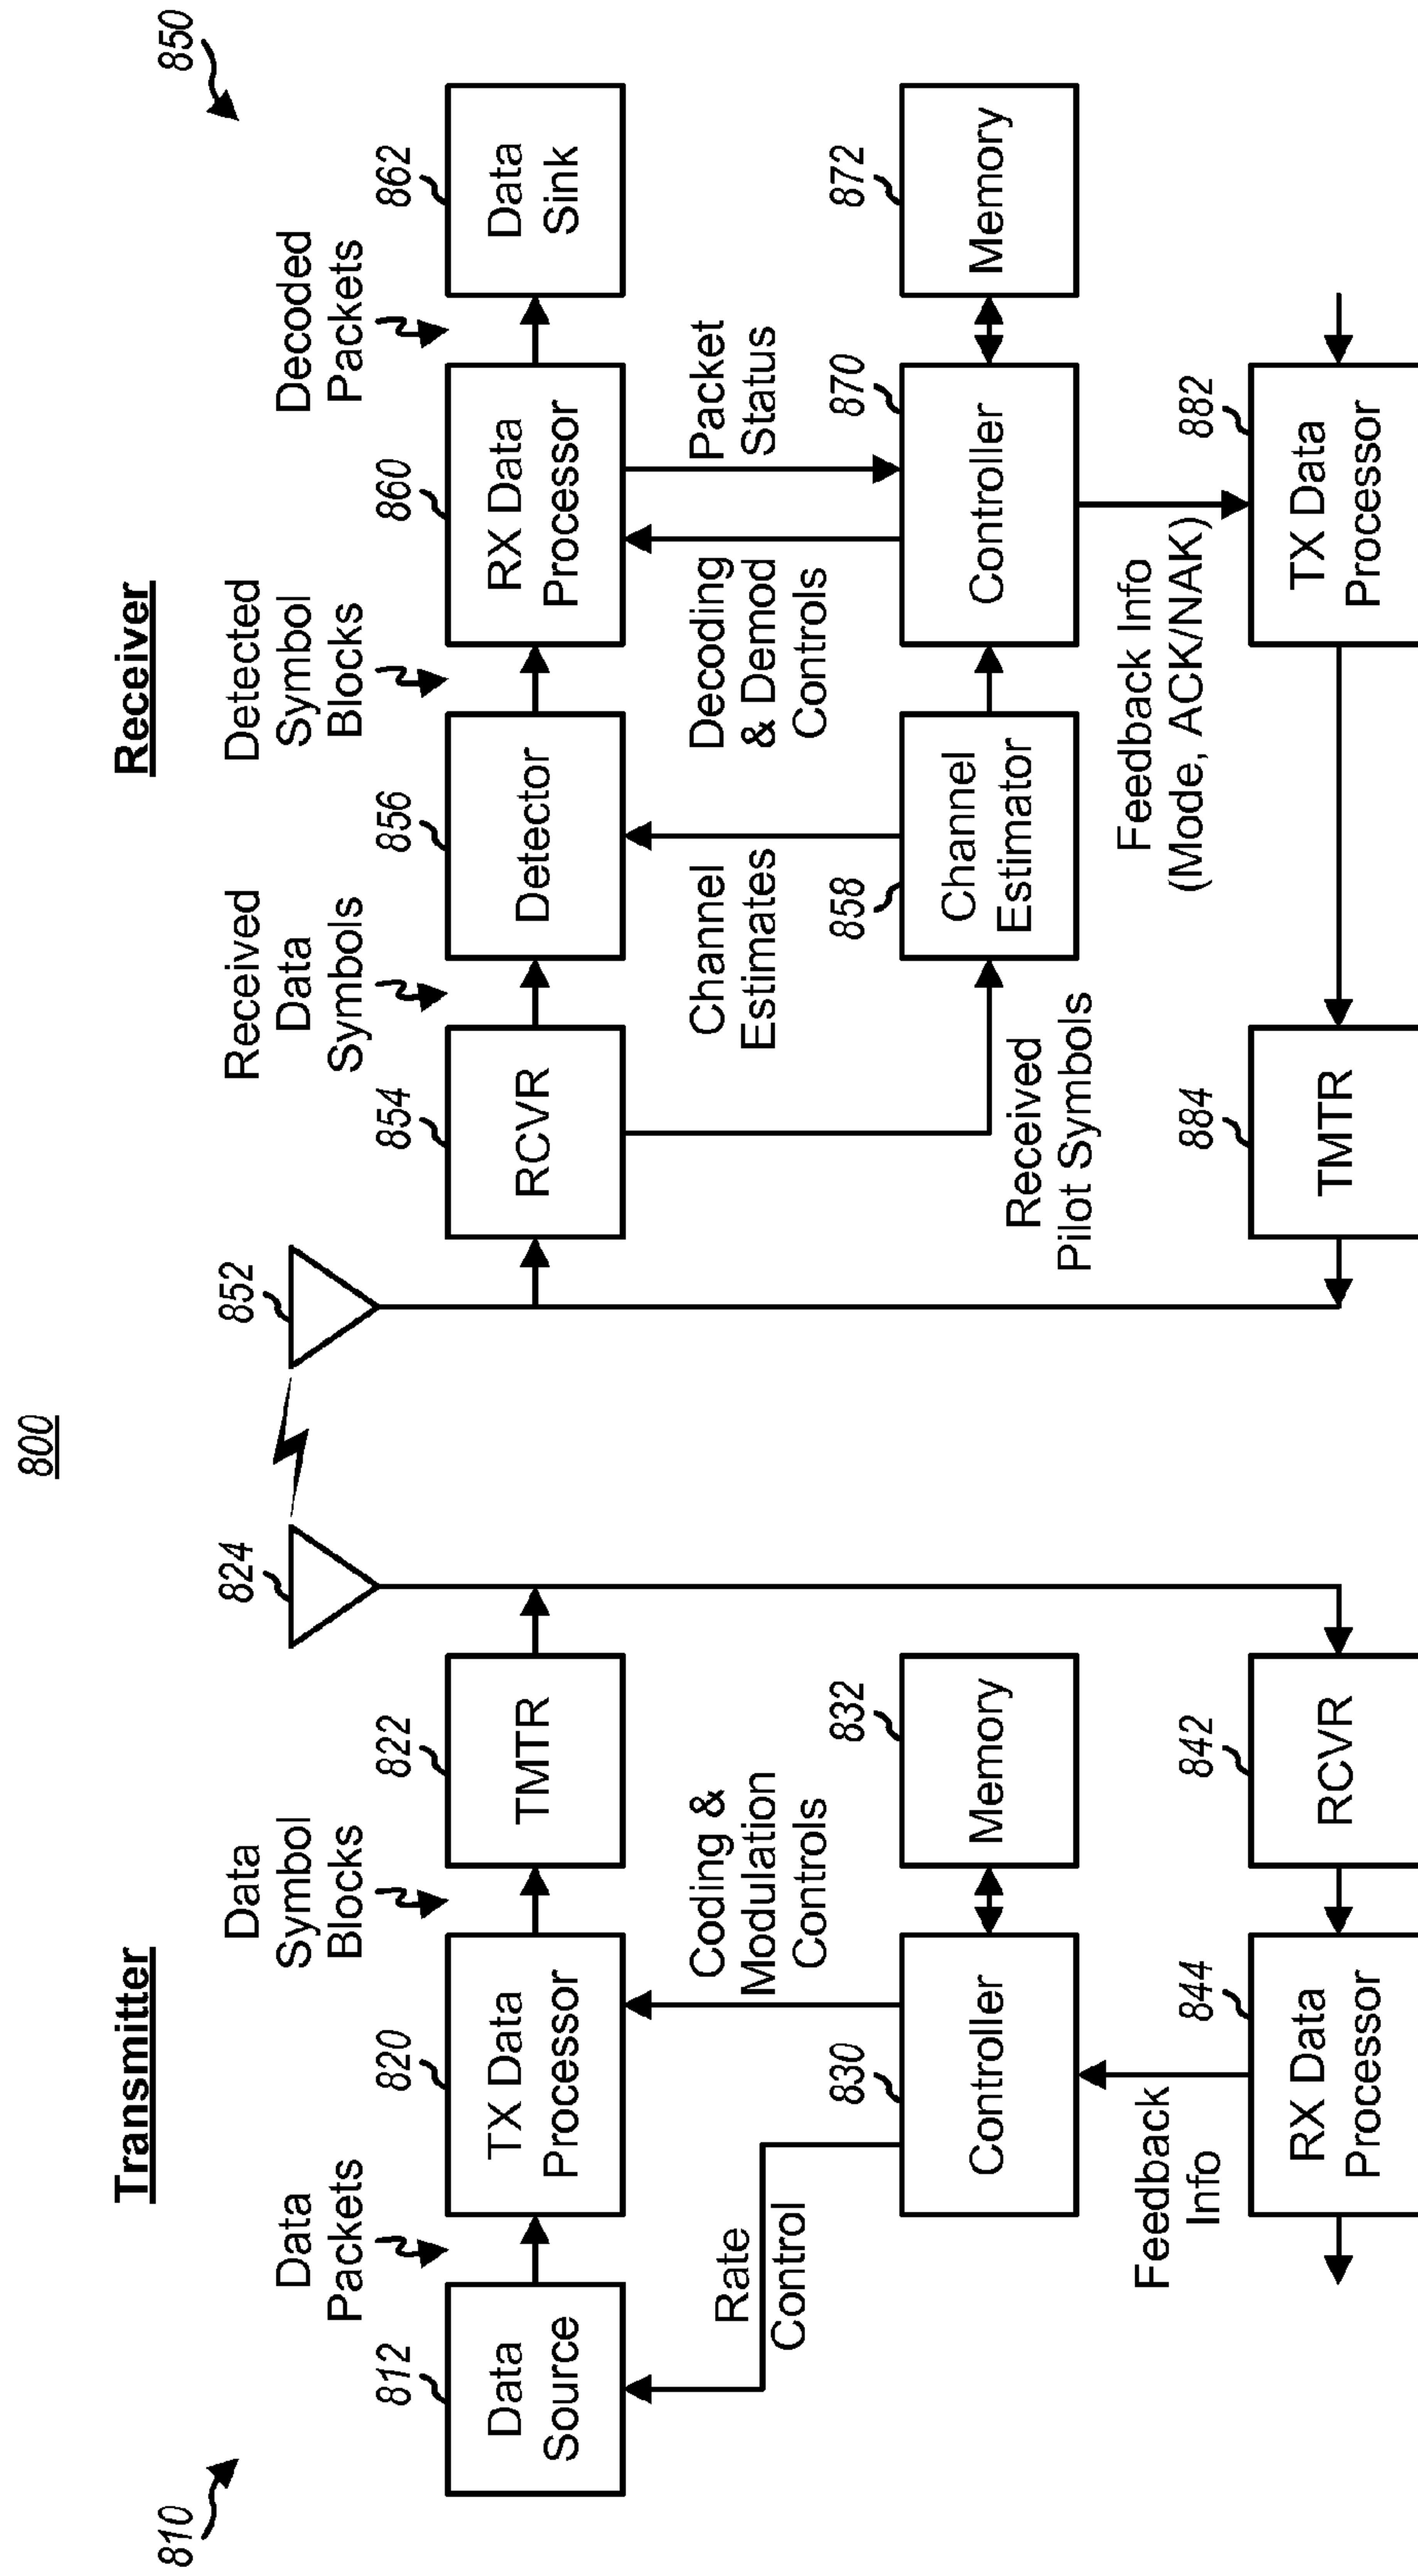 800
810
Transmitter
Data
Packets
Data
Symbol
Blocks
812
Data
Source
820
TX Data
Processor
822
TMTR
824
Rate
Control
Coding &
Modulation
Controls
830
Controller
832
Memory
Feedback
Info
844
RX Data
Processor
842
RCVR
Receiver
850
852
Received
Data
Symbols
Detected
Symbol
Blocks
Decoded
Packets
854
RCVR
856
Detector
860
RX Data
Processor
862
Data
Sink
Channel
Estimates
Decoding
& Demod
Controls
Packet
Status
858
Channel
Estimator
870
Controller
872
Memory
Received
Pilot Symbols
Feedback Info
(Mode, ACK/NAK)
884
TMTR
882
TX Data
Processor